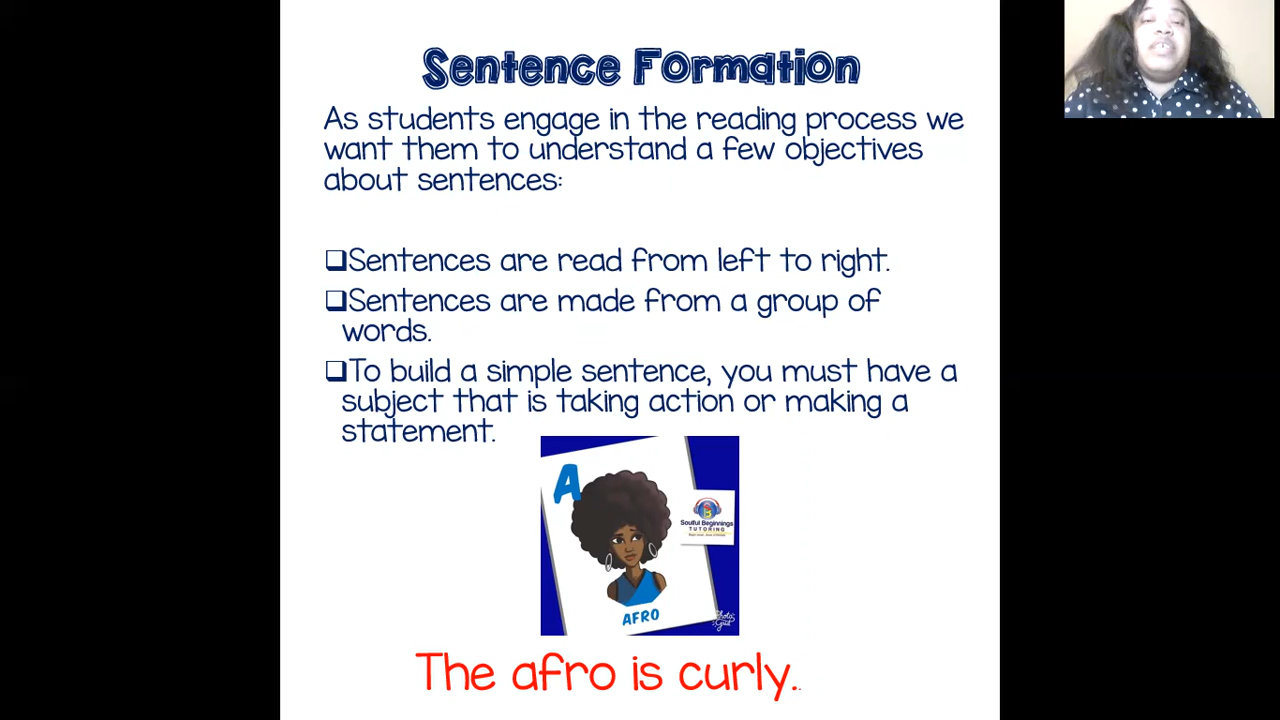 Sentence Formation
As students engage in the reading process we
want them to understand a few objectives
about sentences:
❑Sentences are read from left to right.
❑Sentences are made from a group of
words.
❑To build a simple sentence, you must have a
subject that is taking action or making a
statement.
A
Soulful Beginnings
TUTORING
AFRO
The afro is curly..